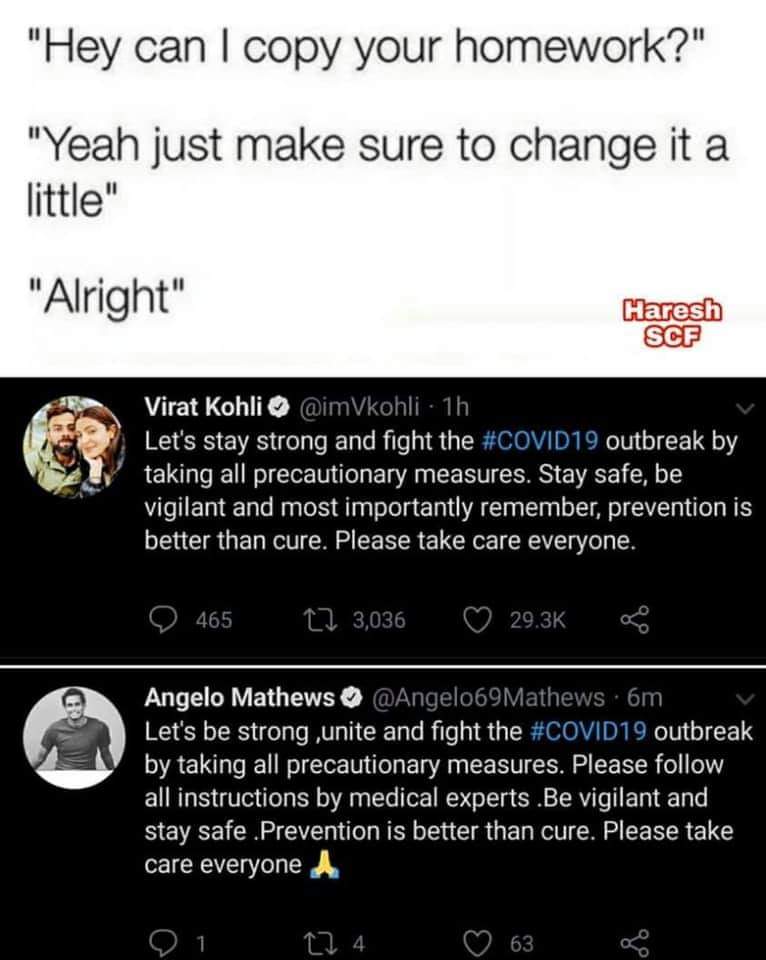 "Hey can I copy your homework?"
"Yeah just make sure to change it a
little"
"Alright"
Haresh
SCF
Virat Kohli @imVkohli · 1h
Let's stay strong and fight the #COVID19 outbreak by
taking all precautionary measures. Stay safe, be
vigilant and most importantly remember, prevention is
better than cure. Please take care everyone.
465 3,036 29.3K
Angelo Mathews @Angelo69Mathews · 6m
Let's be strong ,unite and fight the #COVID19 outbreak
by taking all precautionary measures. Please follow
all instructions by medical experts .Be vigilant and
stay safe .Prevention is better than cure. Please take
care everyone 🙏
1 4 63